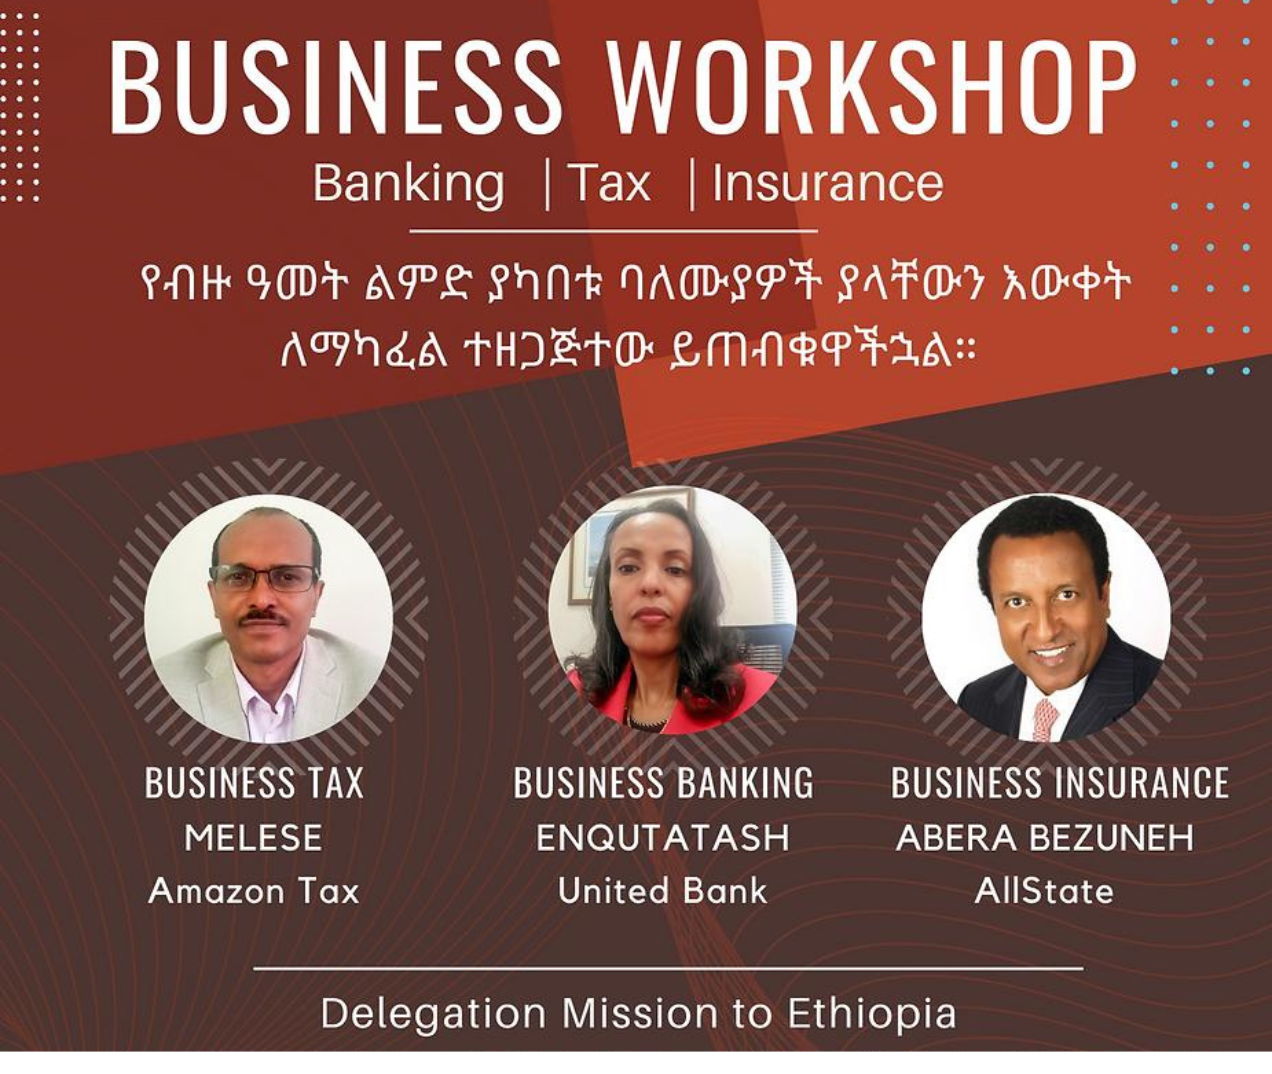 BUSINESS WORKSHOP
Banking | Tax | Insurance
የብዙ ዓመት ልምድ ያካበቱ ባለሙያዎች ያላቸውን እውቀት
ለማካፈል ተዘጋጅተው ይጠብቁዋችኋል።
BUSINESS TAX
MELESE
Amazon Tax
BUSINESS BANKING
ENQUTATASH
United Bank
BUSINESS INSURANCE
ABERA BEZUNEH
AllState
Delegation Mission to Ethiopia